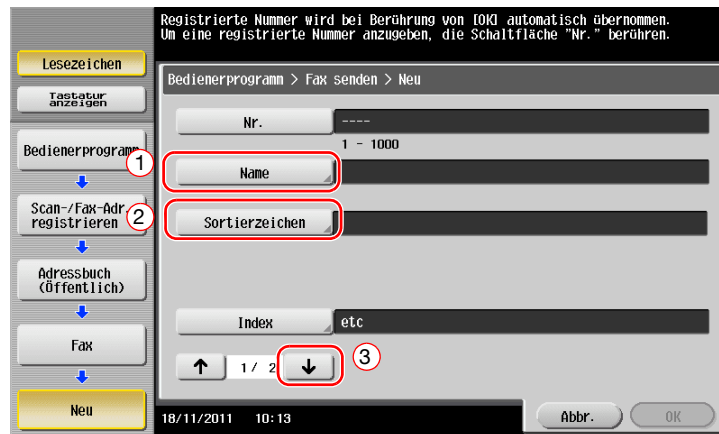 Registrierte Nummer wird bei Berührung von [OK] automatisch übernommen.
Um eine registrierte Nummer anzugeben, die Schaltfläche "Nr." berühren.
Lesezeichen
Tastatur
anzeigen
Bedienerprogramm
Scan-/Fax-Adr.
registrieren
Adressbuch
(Öffentlich)
Fax
Neu
Bedienerprogramm > Fax senden > Neu
Nr.
----
1 - 1000
1
Name
2
Sortierzeichen
Index
etc
↑ 1/ 2 ↓
3
18/11/2011 10:13
Abbr.
OK